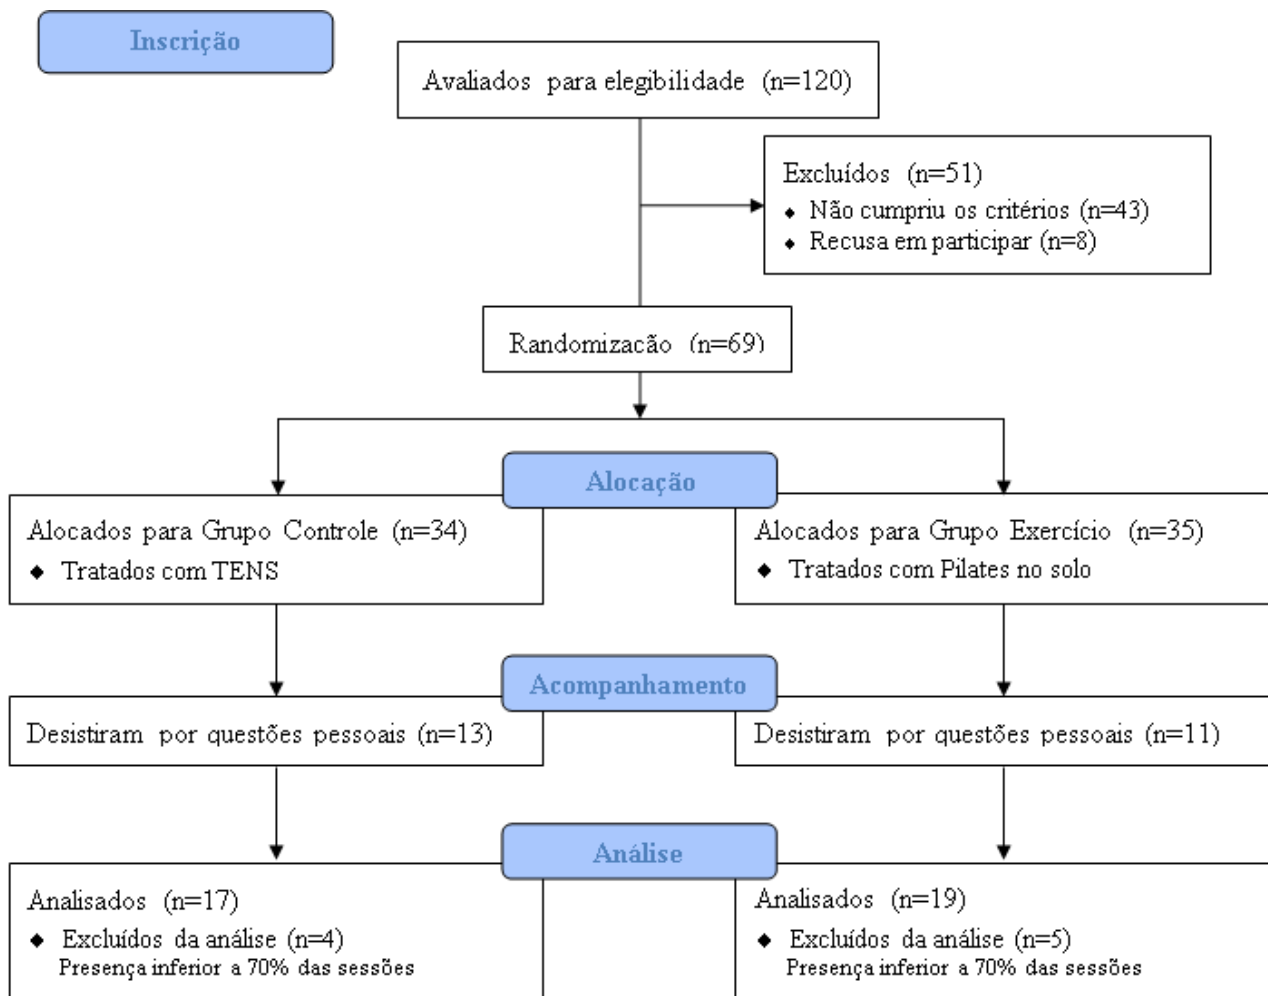 Inscrição
Avaliados para elegibilidade (n=120)
Excluídos (n=51)
♦ Não cumpriu os critérios (n=43)
♦ Recusa em participar (n=8)
Randomização (n=69)
Alocação
Alocados para Grupo Controle (n=34)
♦ Tratados com TENS
Alocados para Grupo Exercício (n=35)
♦ Tratados com Pilates no solo
Acompanhamento
Desistiram por questões pessoais (n=13)
Desistiram por questões pessoais (n=11)
Análise
Analisados (n=17)
♦ Excluídos da análise (n=4)
Presença inferior a 70% das sessões
Analisados (n=19)
♦ Excluídos da análise (n=5)
Presença inferior a 70% das sessões